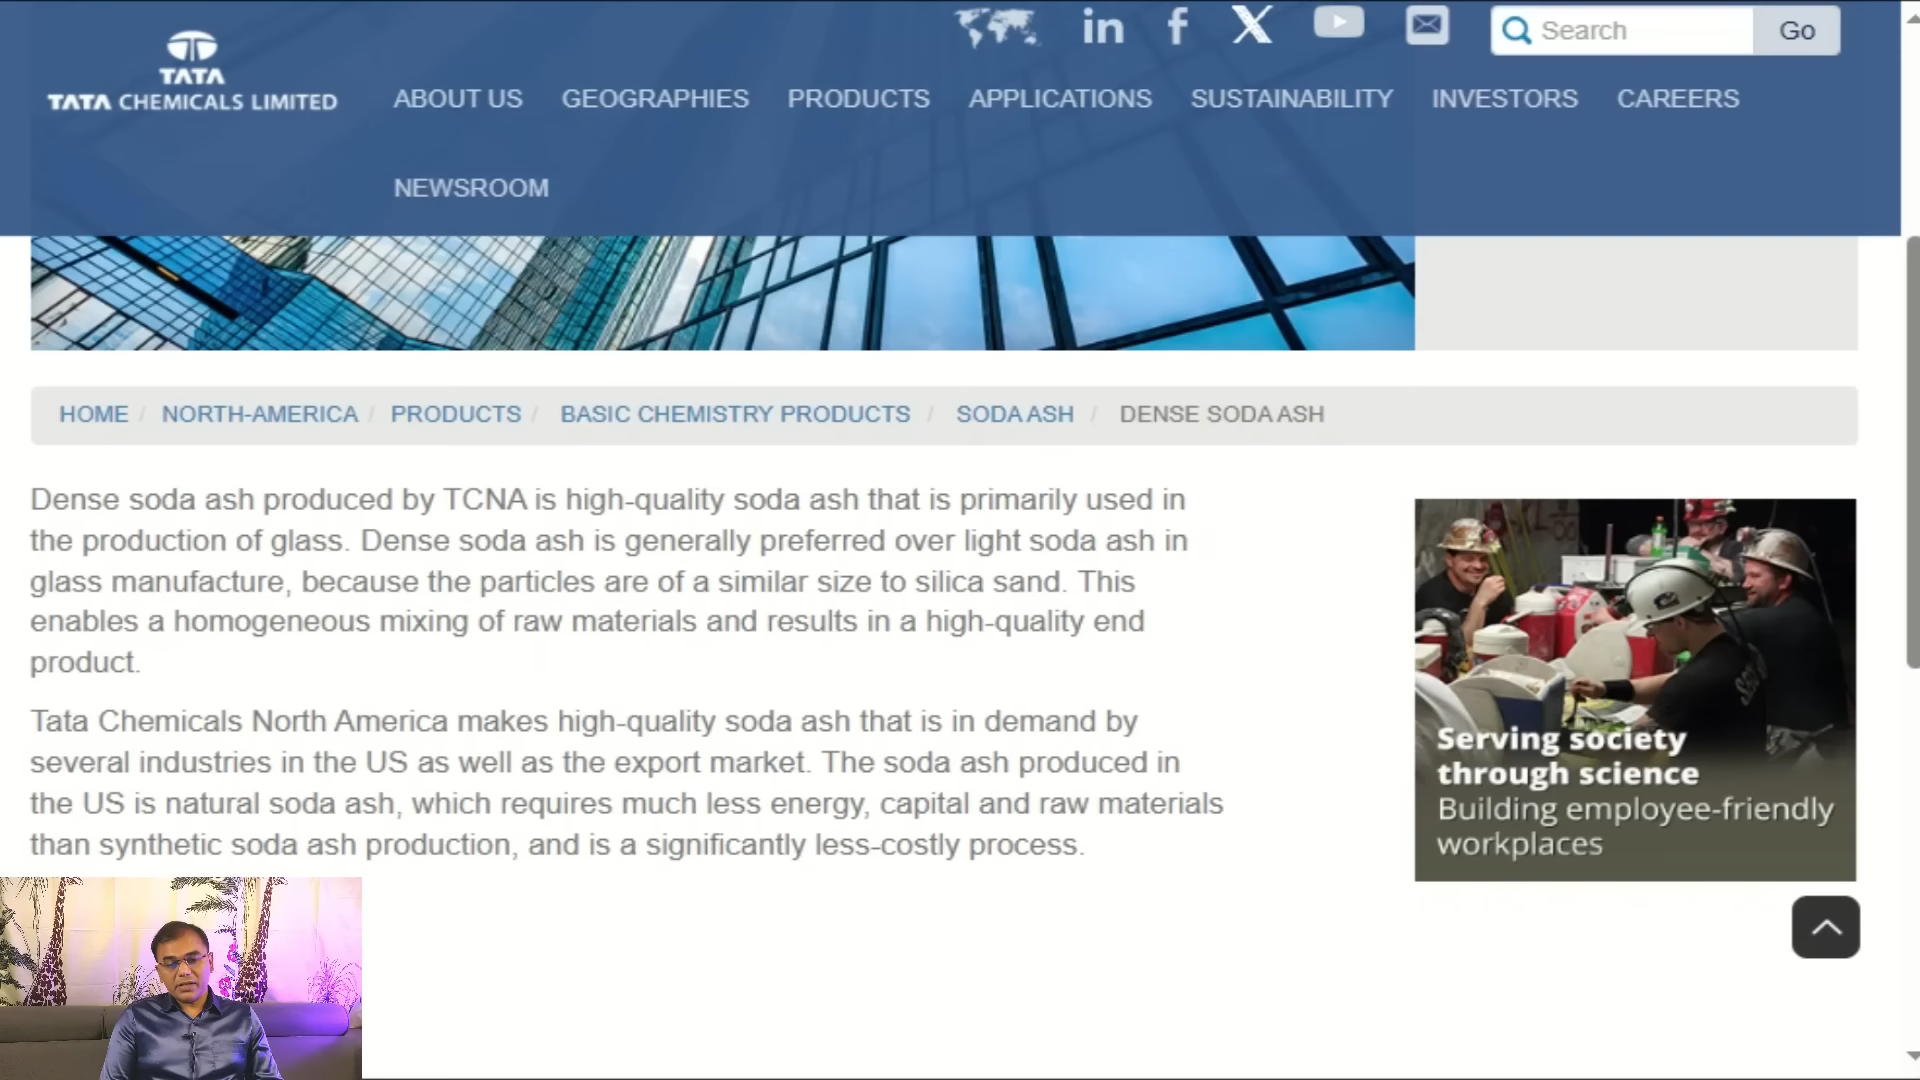 TATA
TATA CHEMICALS LIMITED
in f X
Search
Go
ABOUT US GEOGRAPHIES PRODUCTS APPLICATIONS SUSTAINABILITY INVESTORS CAREERS
NEWSROOM
HOME / NORTH-AMERICA / PRODUCTS / BASIC CHEMISTRY PRODUCTS / SODA ASH / DENSE SODA ASH
Dense soda ash produced by TCNA is high-quality soda ash that is primarily used in
the production of glass. Dense soda ash is generally preferred over light soda ash in
glass manufacture, because the particles are of a similar size to silica sand. This
enables a homogeneous mixing of raw materials and results in a high-quality end
product.
Tata Chemicals North America makes high-quality soda ash that is in demand by
several industries in the US as well as the export market. The soda ash produced in
the US is natural soda ash, which requires much less energy, capital and raw materials
than synthetic soda ash production, and is a significantly less-costly process.
Serving society
through science
Building employee-friendly
workplaces